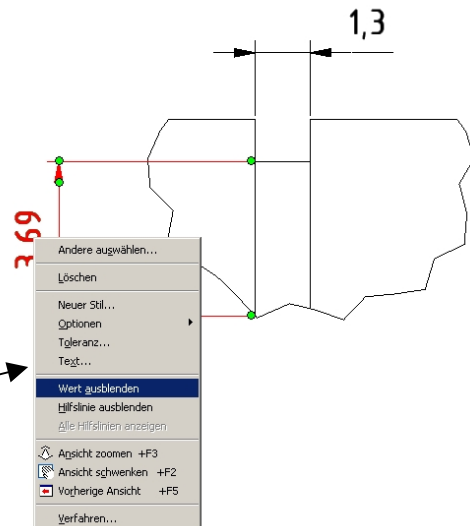 1,3
3,69
Andere auswählen...
Löschen
Neuer Stil...
Optionen
Toleranz...
Text...
Wert ausblenden
Hilfslinie ausblenden
Alle Hilfslinien anzeigen
Ansicht zoomen +F3
Ansicht schwenken +F2
Vorherige Ansicht +F5
Verfahren...